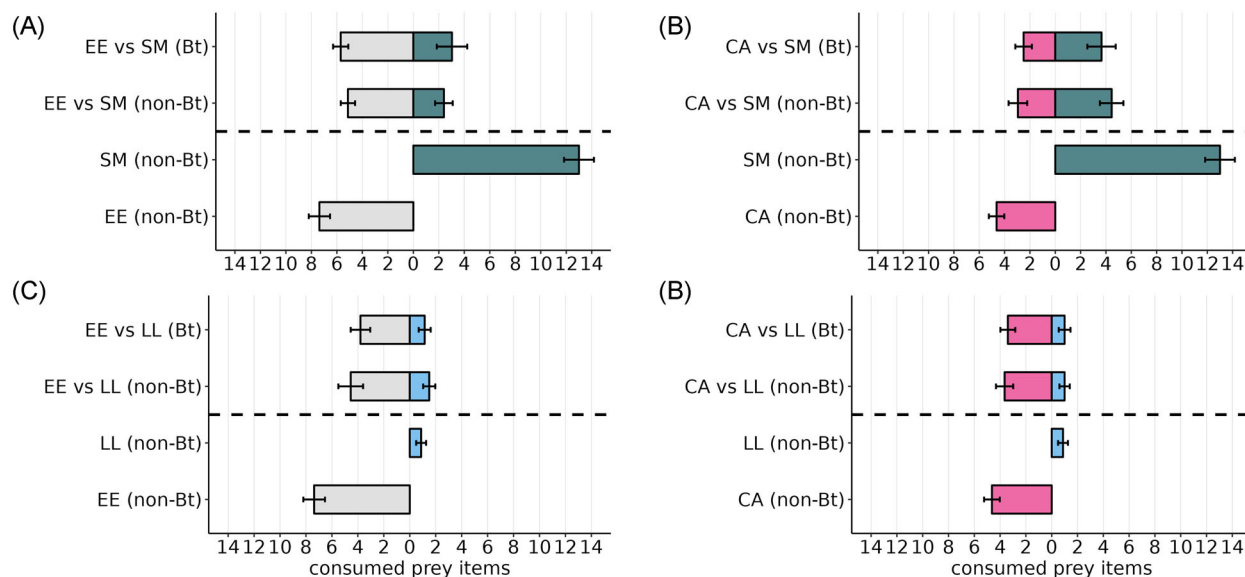 (A)
EE vs SM (Bt)
EE vs SM (non-Bt)
SM (non-Bt)
EE (non-Bt)
14 12 10 8 6 4 2 0 2 4 6 8 10 12 14
(B)
CA vs SM (Bt)
CA vs SM (non-Bt)
SM (non-Bt)
CA (non-Bt)
14 12 10 8 6 4 2 0 2 4 6 8 10 12 14
(C)
EE vs LL (Bt)
EE vs LL (non-Bt)
LL (non-Bt)
EE (non-Bt)
14 12 10 8 6 4 2 0 2 4 6 8 10 12 14
consumed prey items
(B)
CA vs LL (Bt)
CA vs LL (non-Bt)
LL (non-Bt)
CA (non-Bt)
14 12 10 8 6 4 2 0 2 4 6 8 10 12 14
consumed prey items